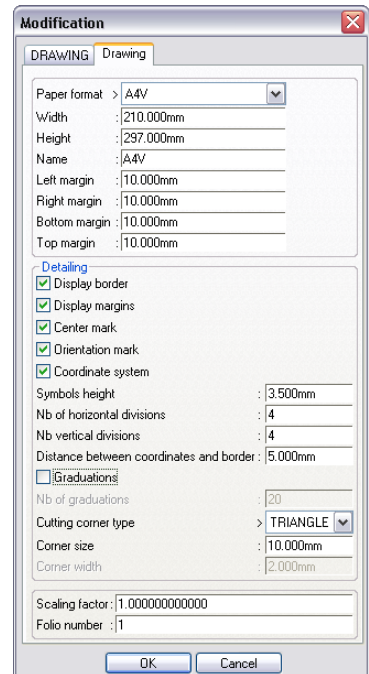 Modification
DRAWING Drawing
Paper format > A4V
Width : 210.000mm
Height : 297.000mm
Name : A4V
Left margin : 10.000mm
Right margin : 10.000mm
Bottom margin : 10.000mm
Top margin : 10.000mm
Detailing
Display border
Display margins
Center mark
Orientation mark
Coordinate system
Symbols height : 3.500mm
Nb of horizontal divisions : 4
Nb vertical divisions : 4
Distance between coordinates and border : 5.000mm
Graduations
Nb of graduations : 20
Cutting corner type > TRIANGLE
Corner size : 10.000mm
Corner width : 2.000mm
Scaling factor : 1.000000000000
Folio number : 1
OK Cancel